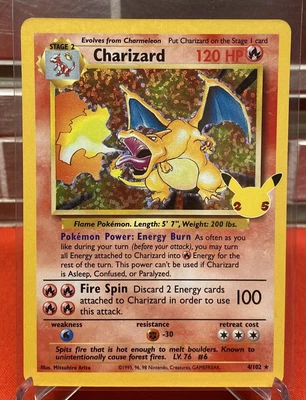 Evolves from Charmeleon Put Charizard on the Stage 1 card
STAGE 2
Charizard 120 HP
Flame Pokémon. Length: 5' 7", Weight: 200 lbs.
25
Pokémon Power: Energy Burn As often as you
like during your turn (before your attack), you may turn
all Energy attached to Charizard into Energy for the
rest of the turn. This power can't be used if Charizard
is Asleep, Confused, or Paralyzed.
Fire Spin Discard 2 Energy cards
attached to Charizard in order to use
this attack. 100
weakness resistance retreat cost
-30
Spits fire that is hot enough to melt boulders. Known to
unintentionally cause forest fires. LV. 76 #6
Illus. Mitsuhiro Arita ©1995, 96, 98 Nintendo, Creatures, GAMEFREAK. 4/102 ★